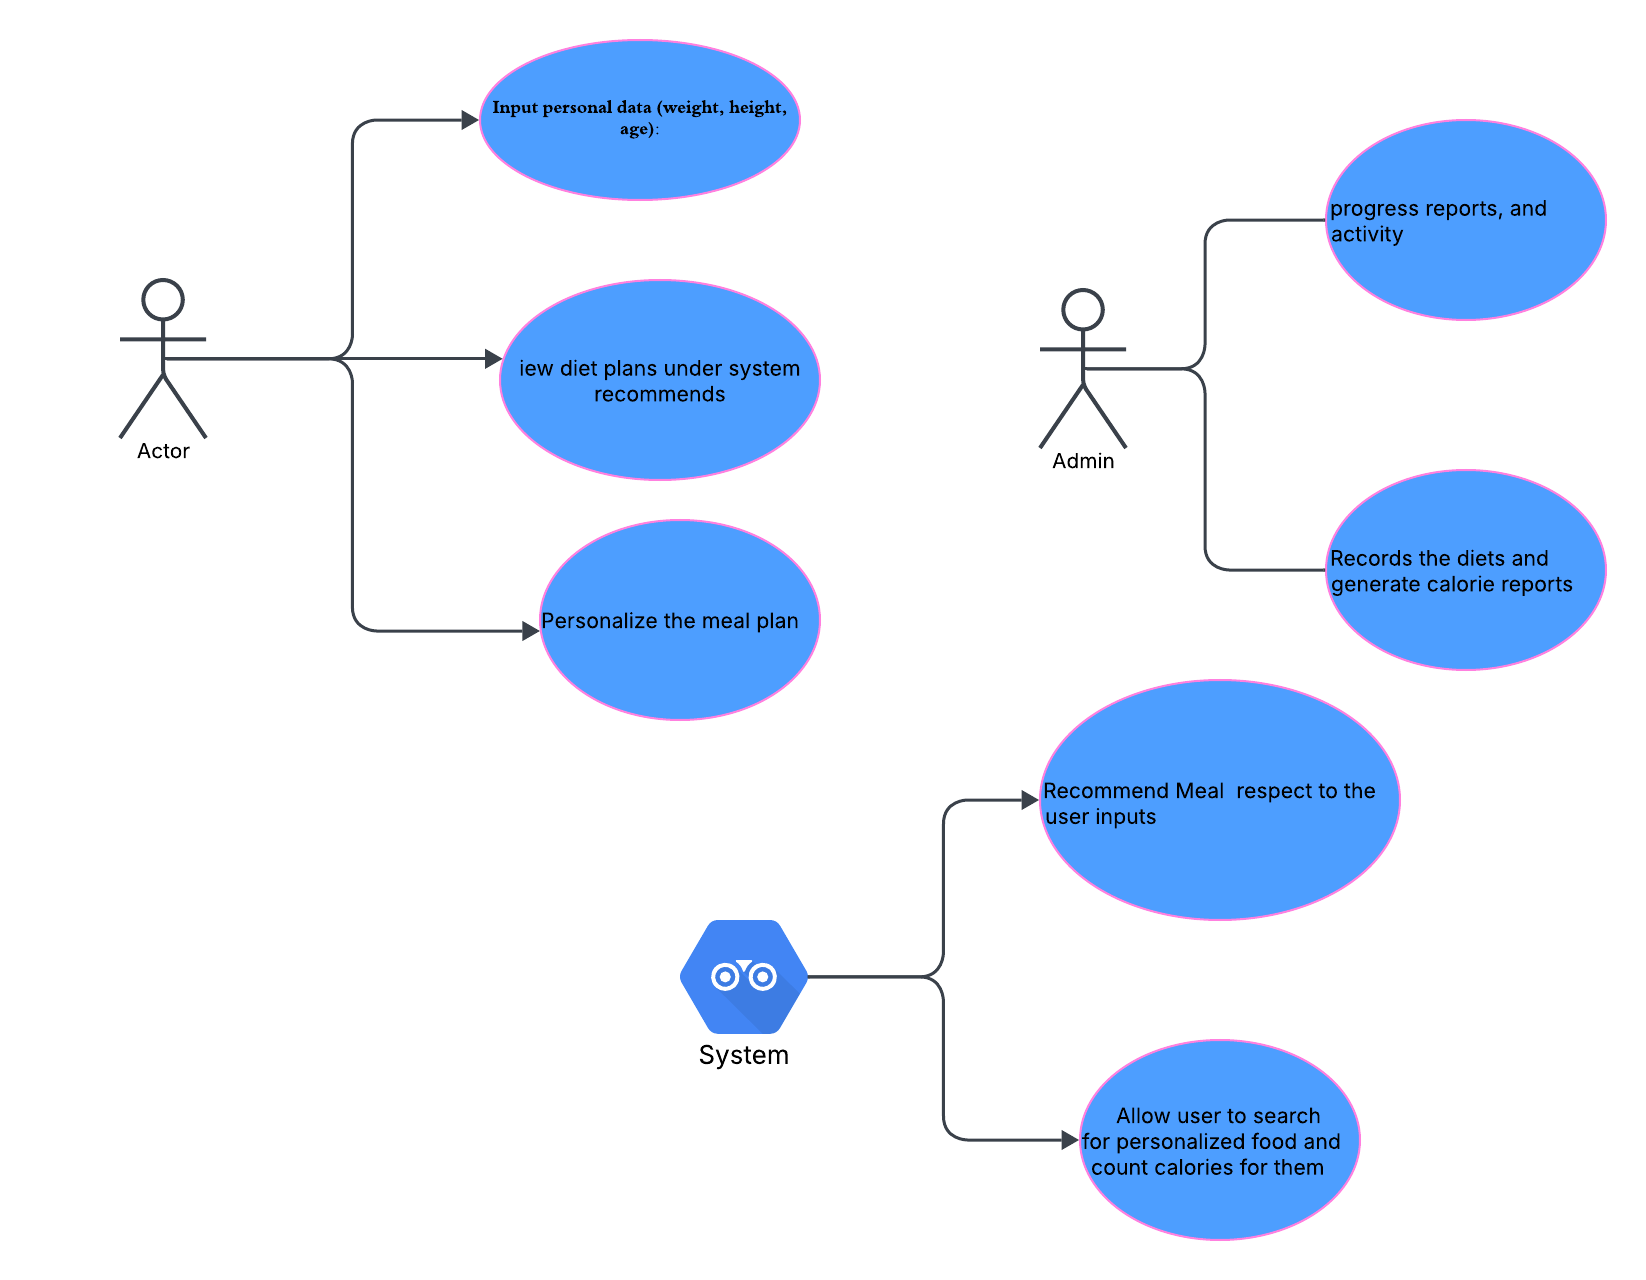 Input personal data (weight, height,
age):
iew diet plans under system
recommends
Actor
Personalize the meal plan
progress reports, and
activity
Admin
Records the diets and
generate calorie reports
Recommend Meal  respect to the
user inputs
System
Allow user to search
for personalized food and
count calories for them